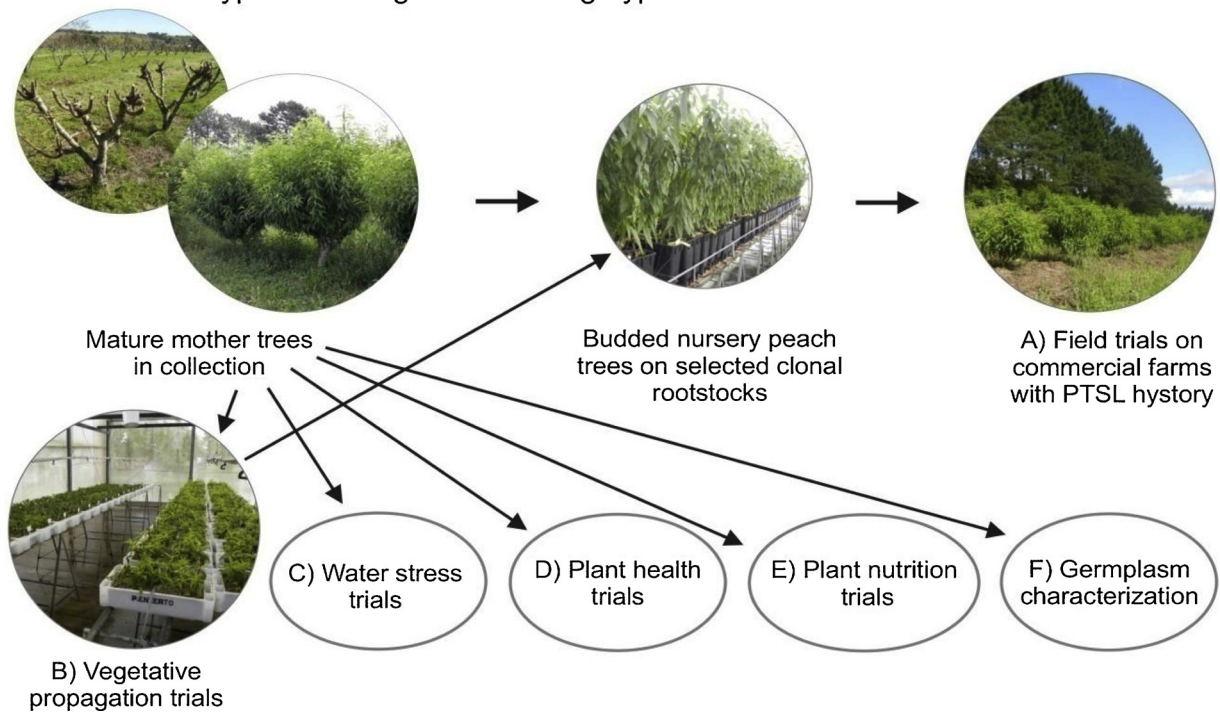 Mature mother trees
in collection
Budded nursery peach
trees on selected clonal
rootstocks
A) Field trials on
commercial farms
with PTSL hystory
C) Water stress
trials
D) Plant health
trials
E) Plant nutrition
trials
F) Germplasm
characterization
B) Vegetative
propagation trials